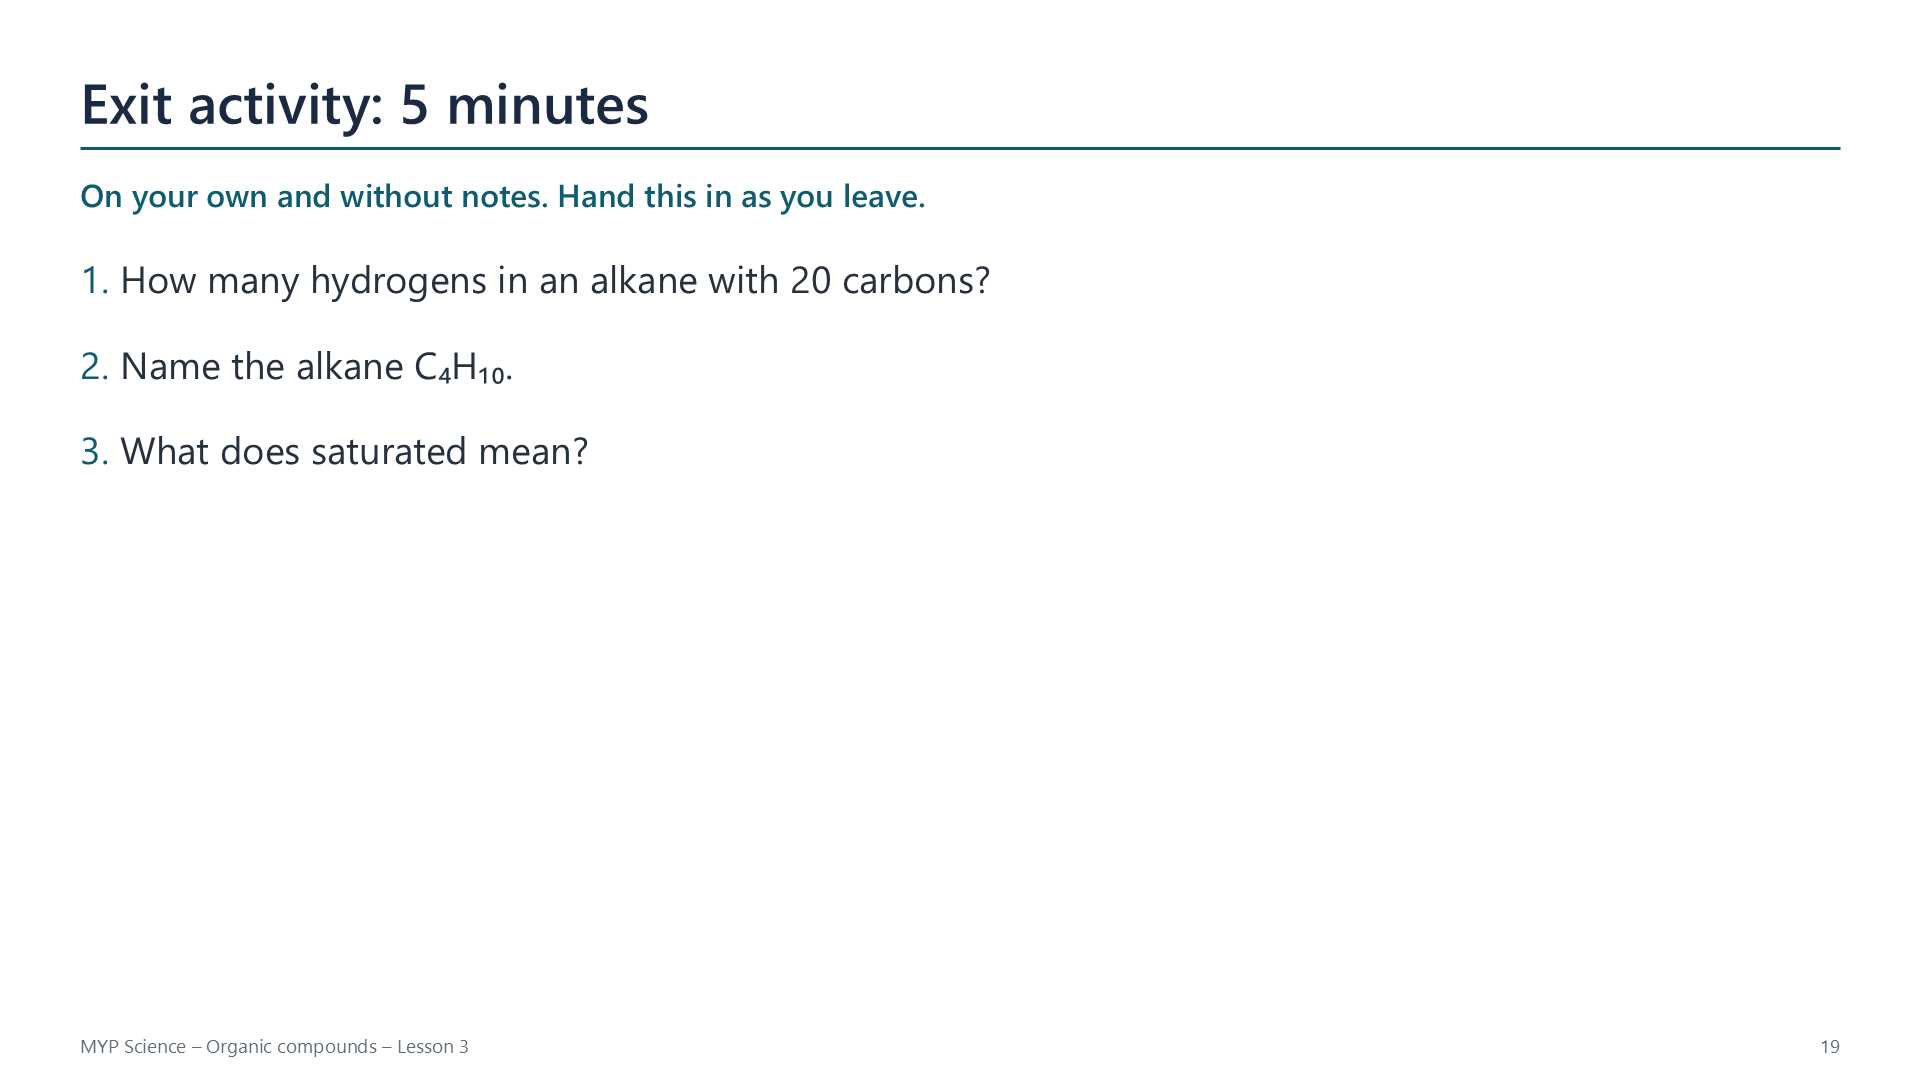 Exit activity: 5 minutes
On your own and without notes. Hand this in as you leave.
1. How many hydrogens in an alkane with 20 carbons?
2. Name the alkane C₄H₁₀.
3. What does saturated mean?
MYP Science – Organic compounds – Lesson 3
19